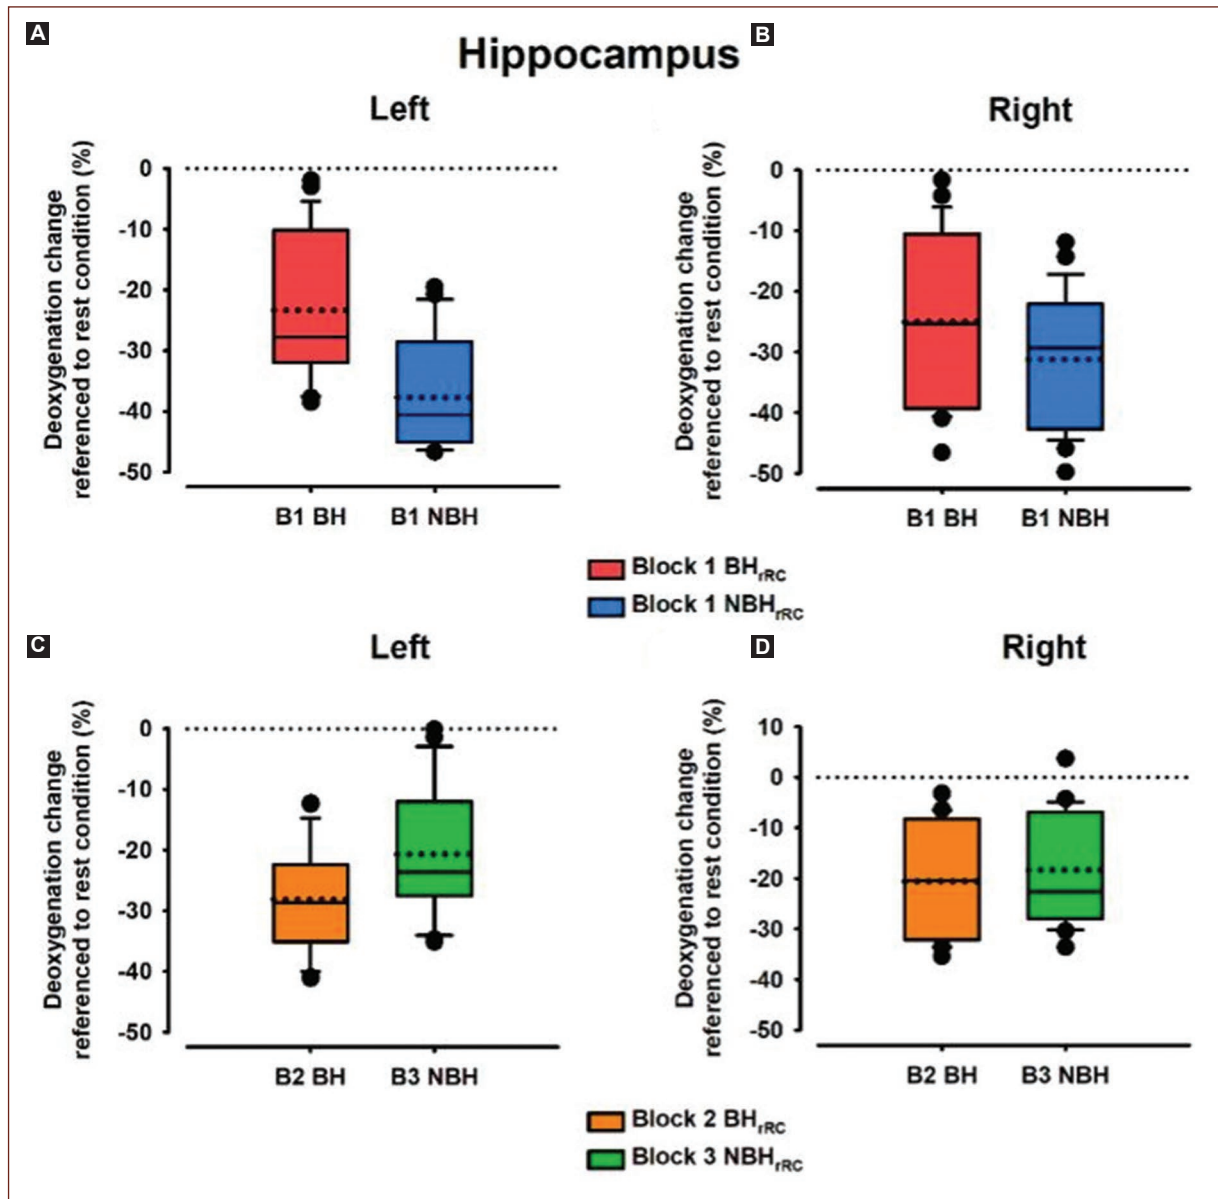 A
B
Hippocampus
Left
Right
Deoxygenation change
referenced to rest condition (%)
0
-10
-20
-30
-40
-50
B1 BH
B1 NBH
Deoxygenation change
referenced to rest condition (%)
0
-10
-20
-30
-40
-50
B1 BH
B1 NBH
Block 1 BHrRC
Block 1 NBHrRC
C
D
Left
Right
Deoxygenation change
referenced to rest condition (%)
0
-10
-20
-30
-40
-50
B2 BH
B3 NBH
Deoxygenation change
referenced to rest condition (%)
10
0
-10
-20
-30
-40
-50
B2 BH
B3 NBH
Block 2 BHrRC
Block 3 NBHrRC